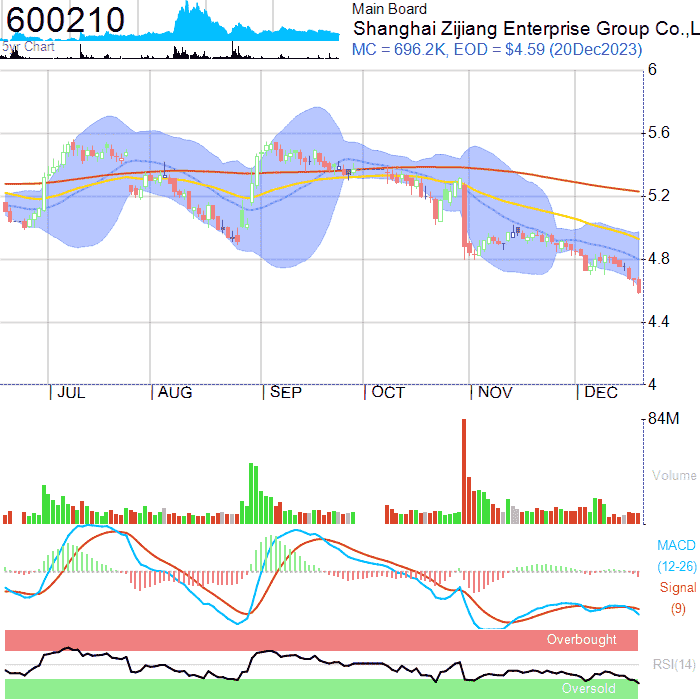 600210
Main Board
Shanghai Zijiang Enterprise Group Co.,L
5yr Chart
MC = 696.2K, EOD = $4.59 (20Dec2023)
6
5.6
5.2
4.8
4.4
4
JUL AUG SEP OCT NOV DEC
84M
Volume
MACD
(12-26)
Signal
(9)
Overbought
RSI(14)
Oversold